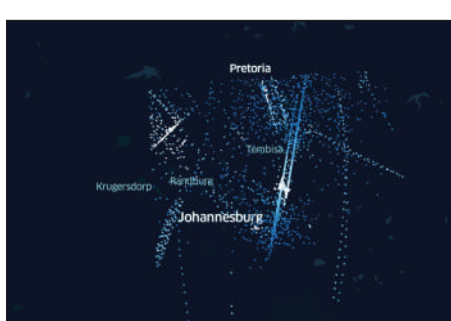 Pretoria
Tembisa
Krugersdorp
Randburg
Johannesburg